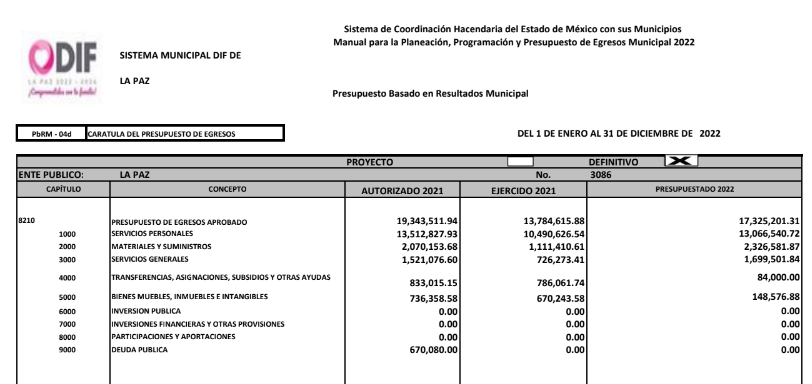 Sistema de Coordinación Hacendaria del Estado de México con sus Municipios
Manual para la Planeación, Programación y Presupuesto de Egresos Municipal 2022
DIF
LA PAZ 2022 - 2024
¡Comprometidos con tu familia!
SISTEMA MUNICIPAL DIF DE
LA PAZ
Presupuesto Basado en Resultados Municipal
PbRM - 04d CARATULA DEL PRESUPUESTO DE EGRESOS DEL 1 DE ENERO AL 31 DE DICIEMBRE DE 2022
PROYECTO DEFINITIVO X
ENTE PUBLICO: LA PAZ No. 3086
CAPÍTULO CONCEPTO AUTORIZADO 2021 EJERCIDO 2021 PRESUPUESTADO 2022
8210 PRESUPUESTO DE EGRESOS APROBADO 19,343,511.94 13,784,615.88 17,325,201.31
1000 SERVICIOS PERSONALES 13,512,827.93 10,490,626.54 13,066,540.72
2000 MATERIALES Y SUMINISTROS 2,070,153.68 1,111,410.61 2,326,581.87
3000 SERVICIOS GENERALES 1,521,076.60 726,273.41 1,699,501.84
4000 TRANSFERENCIAS, ASIGNACIONES, SUBSIDIOS Y OTRAS AYUDAS 833,015.15 786,061.74 84,000.00
5000 BIENES MUEBLES, INMUEBLES E INTANGIBLES 736,358.58 670,243.58 148,576.88
6000 INVERSION PUBLICA 0.00 0.00 0.00
7000 INVERSIONES FINANCIERAS Y OTRAS PROVISIONES 0.00 0.00 0.00
8000 PARTICIPACIONES Y APORTACIONES 0.00 0.00 0.00
9000 DEUDA PUBLICA 670,080.00 0.00 0.00